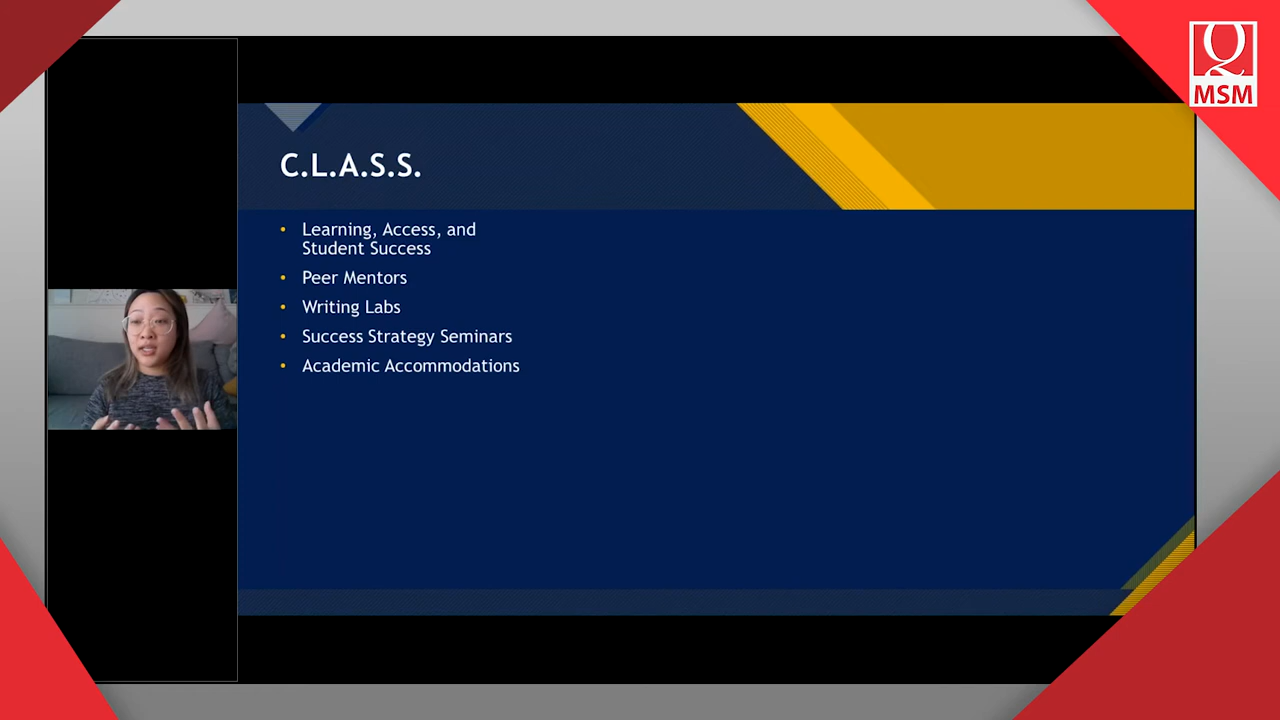 Q
MSM
C.L.A.S.S.
• Learning, Access, and
Student Success
• Peer Mentors
• Writing Labs
• Success Strategy Seminars
• Academic Accommodations